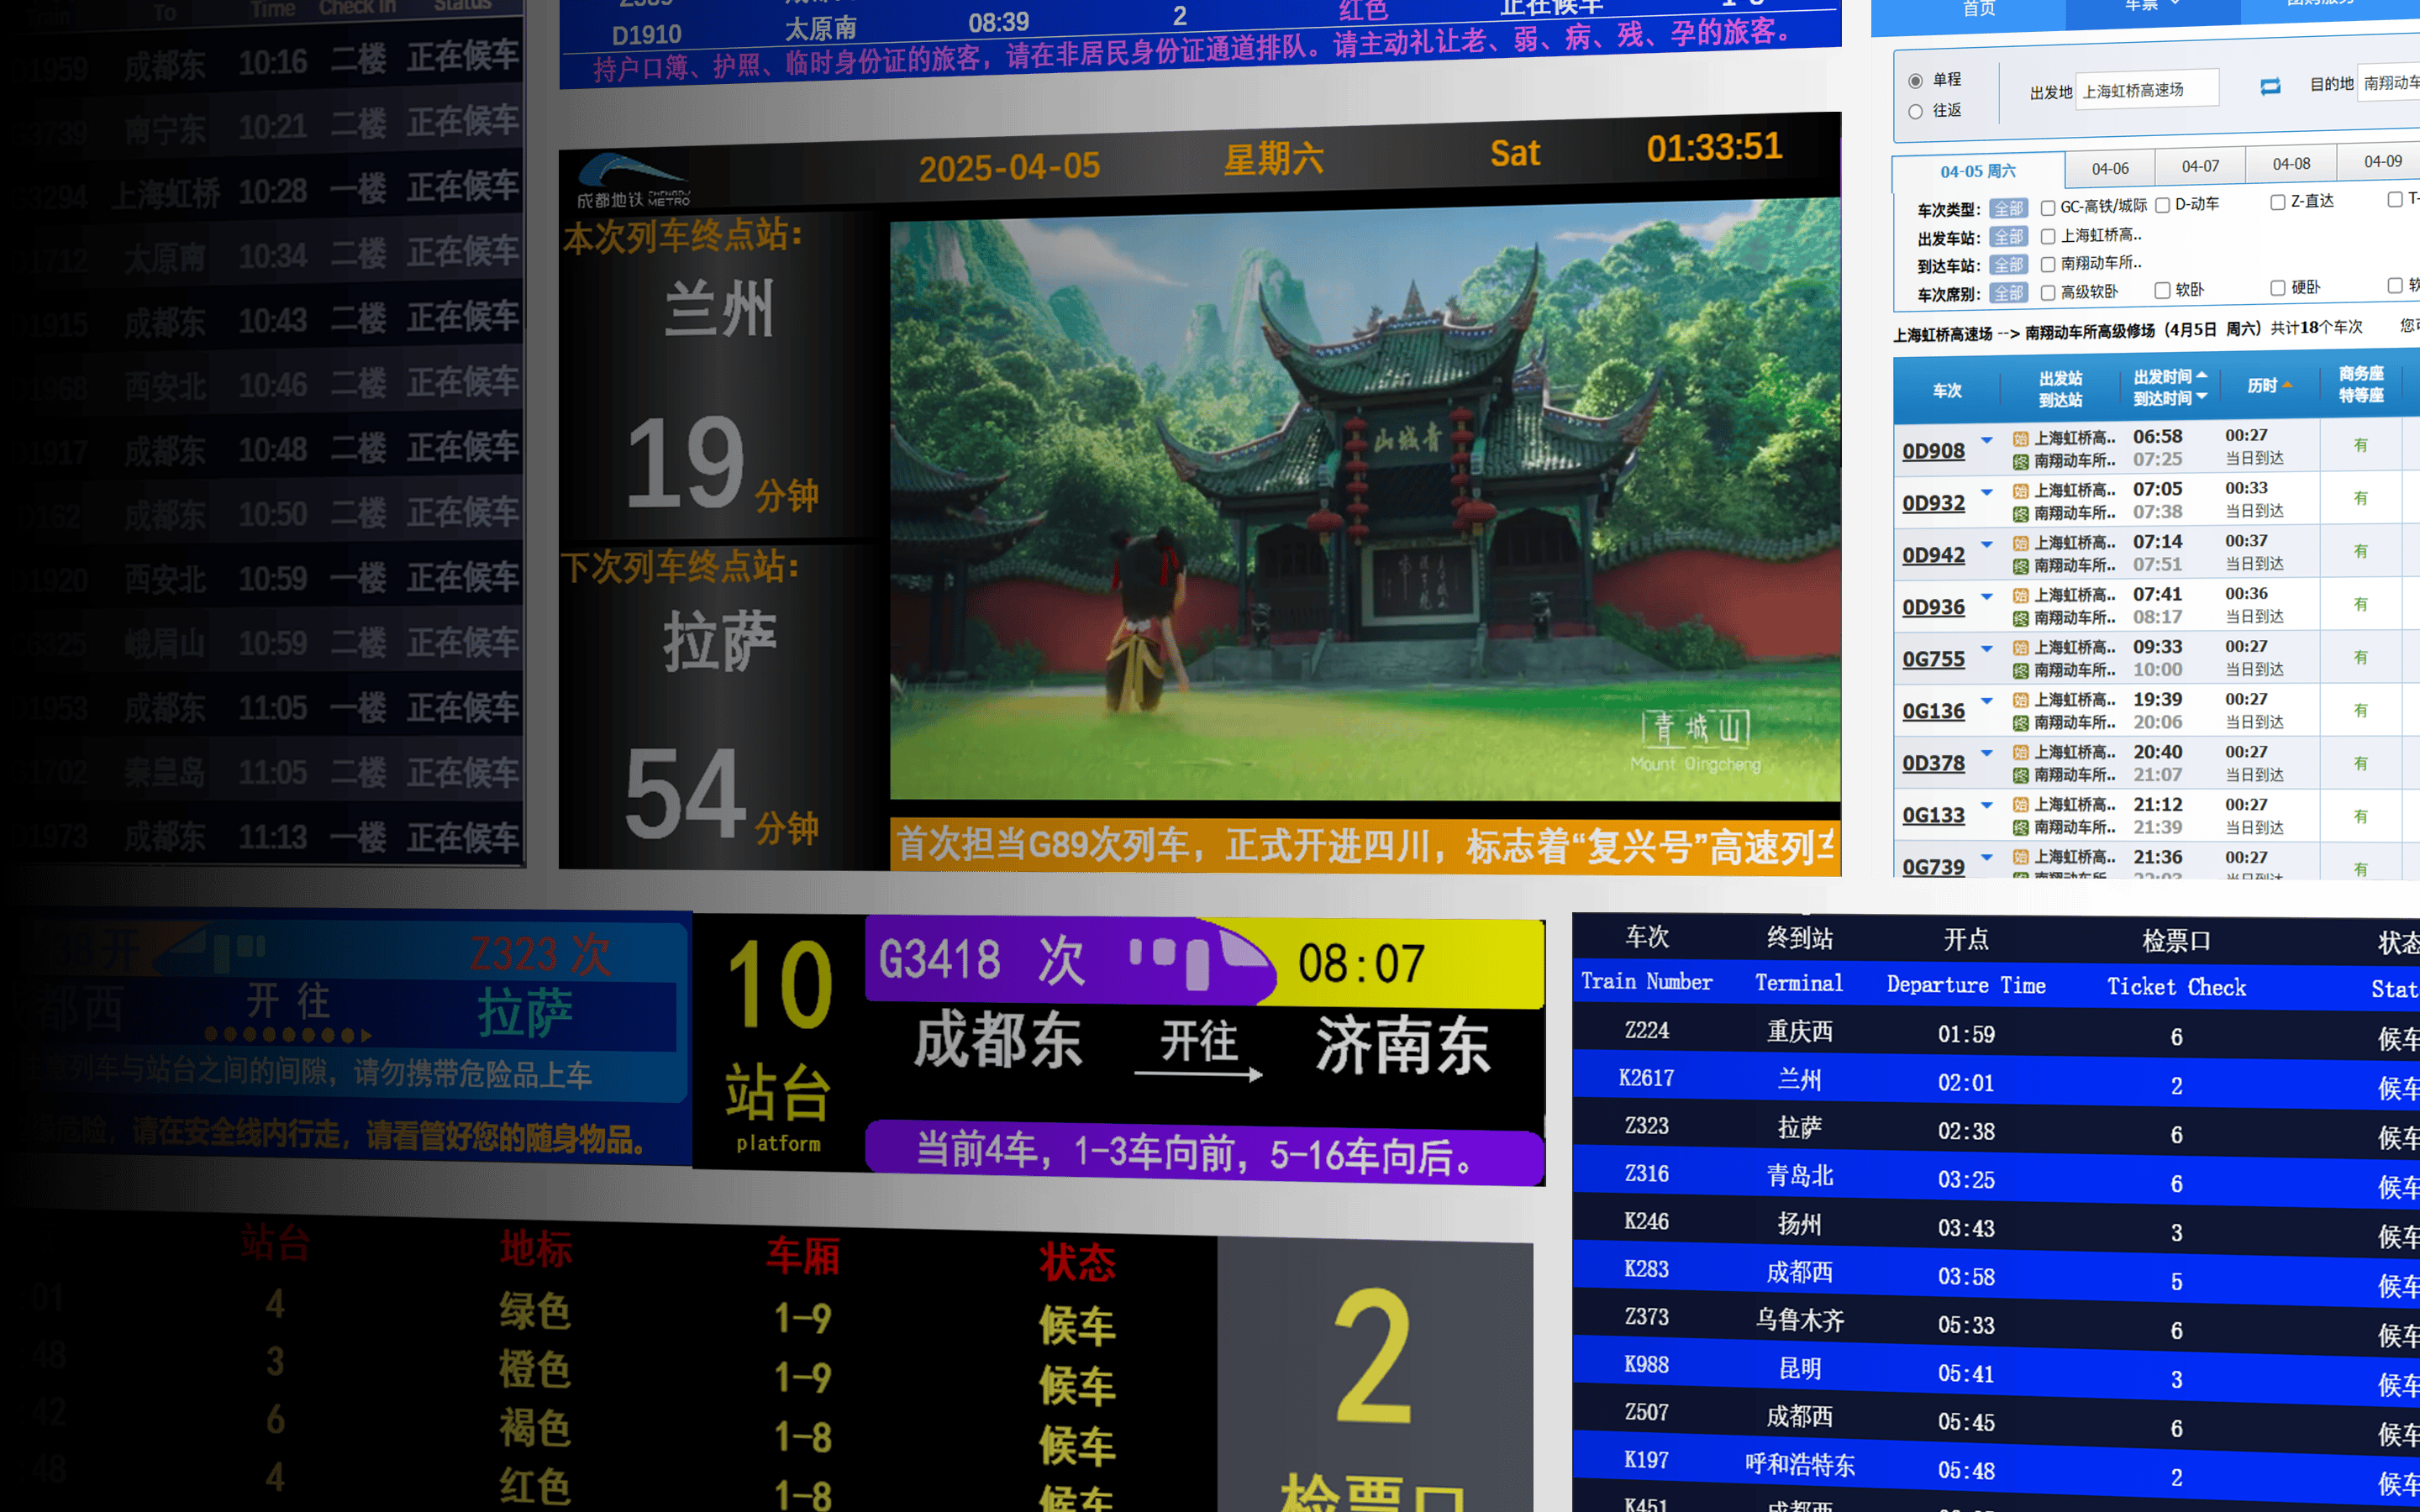 To Time Check In Status
D1959 成都东 10:16 二楼 正在候车
G3739 南宁东 10:21 二楼 正在候车
G3294 上海虹桥 10:28 一楼 正在候车
D1712 太原南 10:34 二楼 正在候车
D1915 成都东 10:43 二楼 正在候车
D1968 西安北 10:46 二楼 正在候车
D1917 成都东 10:48 二楼 正在候车
D162 成都东 10:50 二楼 正在候车
D1920 西安北 10:59 一楼 正在候车
C6325 峨眉山 10:59 二楼 正在候车
D1953 成都东 11:05 一楼 正在候车
D1702 秦皇岛 11:05 二楼 正在候车
D1973 成都东 11:13 一楼 正在候车
D1910 太原南 08:39 2 红色 正在候车
持户口簿、护照、临时身份证的旅客，请在非居民身份证通道排队。请主动礼让老、弱、病、残、孕的旅客。
成都地铁 CHENGDU METRO
2025-04-05 星期六 Sat 01:33:51
本次列车终点站：
兰州
19 分钟
下次列车终点站：
拉萨
54 分钟
青城山
青城山
Mount Qingcheng
首次担当G89次列车，正式开进四川，标志着“复兴号”高速列
首页 车票
单程
往返
出发地 上海虹桥高速场 目的地 南翔动车
04-05 周六 04-06 04-07 04-08 04-09
车次类型： 全部 GC-高铁/城际 D-动车 Z-直达 T-
出发车站： 全部 上海虹桥高..
到达车站： 全部 南翔动车所..
车次席别： 全部 高级软卧 软卧 硬卧 软
上海虹桥高速场 --> 南翔动车所高级修场（4月5日 周六） 共计18个车次 您可
车次 出发站 到达站 出发时间 到达时间 历时 商务座 特等座
0D908 始 上海虹桥高.. 06:58 00:27 有
终 南翔动车所.. 07:25 当日到达
0D932 始 上海虹桥高.. 07:05 00:33 有
终 南翔动车所.. 07:38 当日到达
0D942 始 上海虹桥高.. 07:14 00:37 有
终 南翔动车所.. 07:51 当日到达
0D936 始 上海虹桥高.. 07:41 00:36 有
终 南翔动车所.. 08:17 当日到达
0G755 始 上海虹桥高.. 09:33 00:27 有
终 南翔动车所.. 10:00 当日到达
0G136 始 上海虹桥高.. 19:39 00:27 有
终 南翔动车所.. 20:06 当日到达
0D378 始 上海虹桥高.. 20:40 00:27 有
终 南翔动车所.. 21:07 当日到达
0G133 始 上海虹桥高.. 21:12 00:27 有
终 南翔动车所.. 21:39 当日到达
0G739 始 上海虹桥高.. 21:36 00:27 有
38开 Z323 次
都西 开往 拉萨
列车与站台之间的间隙，请勿携带危险品上车
危险，请在安全线内行走，请看管好您的随身物品。
10
站台
platform
G3418 次 08:07
成都东 开往 济南东
当前4车，1-3车向前，5-16车向后。
站台 地标 车厢 状态
:01 4 绿色 1-9 候车
:48 3 橙色 1-9 候车
:42 6 褐色 1-8 候车
:48 4 红色 1-8 候车
2
检票口
车次 终到站 开点 检票口 状态
Train Number Terminal Departure Time Ticket Check Stat
Z224 重庆西 01:59 6 候车
K2617 兰州 02:01 2 候车
Z323 拉萨 02:38 6 候车
Z316 青岛北 03:25 6 候车
K246 扬州 03:43 3 候车
K283 成都西 03:58 5 候车
Z373 乌鲁木齐 05:33 6 候车
K988 昆明 05:41 3 候车
Z507 成都西 05:45 6 候车
K197 呼和浩特东 05:48 2 候车
K451 成都西